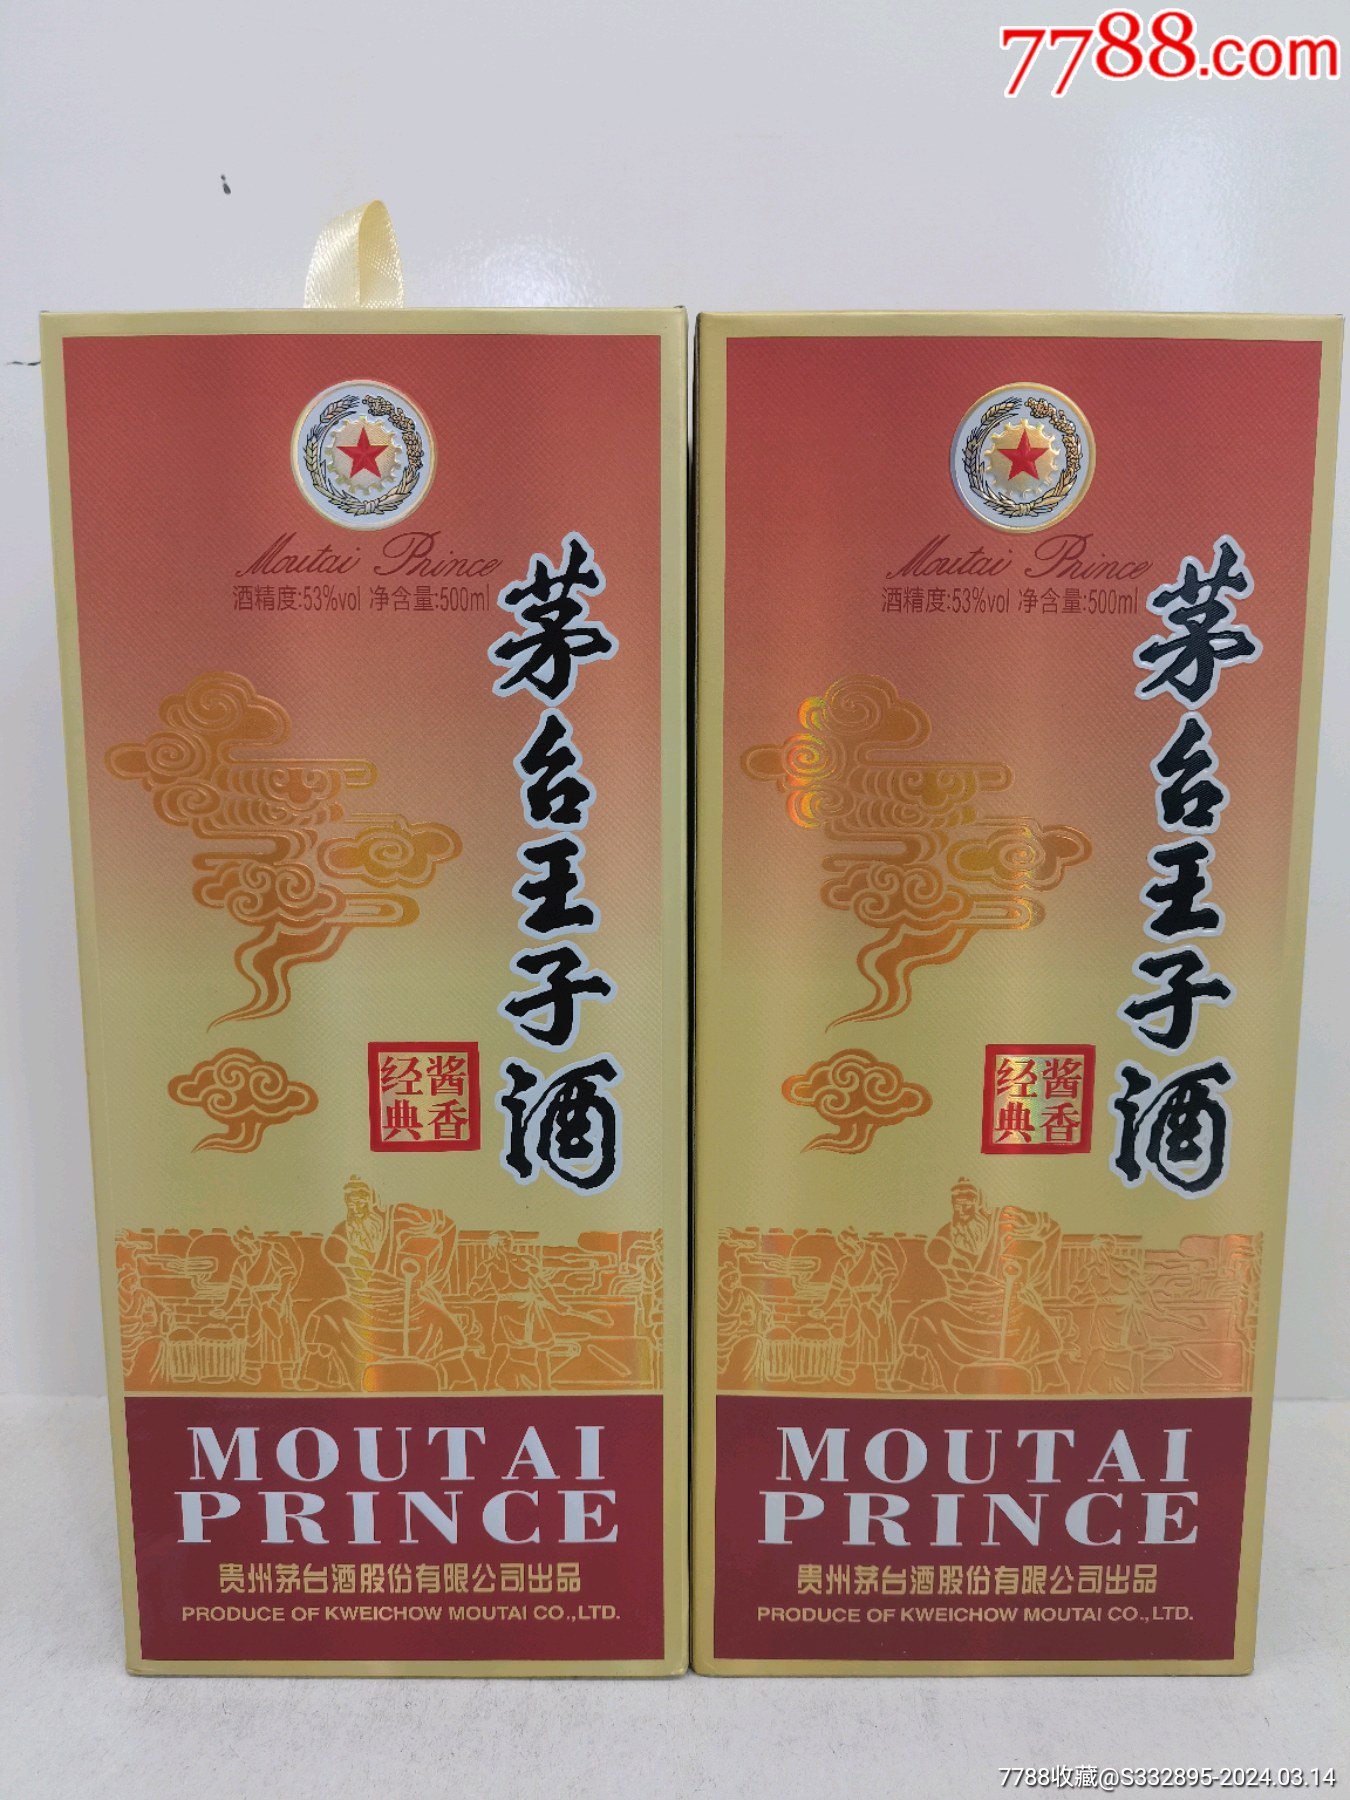 7788.com
Moutai Prince
酒精度:53%vol 净含量:500ml
茅台王子酒
酱香
经典
MOUTAI
PRINCE
贵州茅台酒股份有限公司出品
PRODUCE OF KWEICHOW MOUTAI CO.,LTD.
Moutai Prince
酒精度:53%vol 净含量:500ml
茅台王子酒
酱香
经典
MOUTAI
PRINCE
贵州茅台酒股份有限公司出品
PRODUCE OF KWEICHOW MOUTAI CO.,LTD.
7788收藏@S332895-2024.03.14